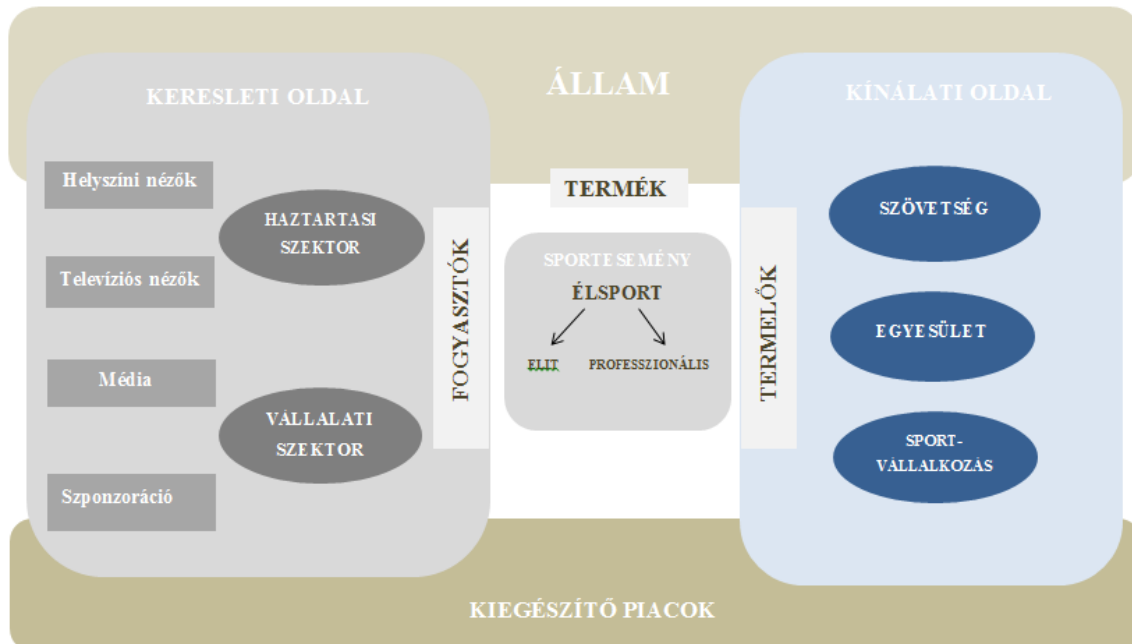 ÁLLAM
KERESLETI OLDAL
Helyszíni nézők
Televíziós nézők
Média
Szponzoráció
HAZTARTASI
SZEKTOR
VÁLLALATI
SZEKTOR
FOGYASZTÓK
TERMÉK
SPORTESEMÉNY
ÉLSPORT
ELIT
PROFESSZIONÁLIS
TERMELŐK
KÍNÁLATI OLDAL
SZÖVETSÉG
EGYESÜLET
SPORT-
VÁLLALKOZÁS
KIEGÉSZÍTŐ PIACOK